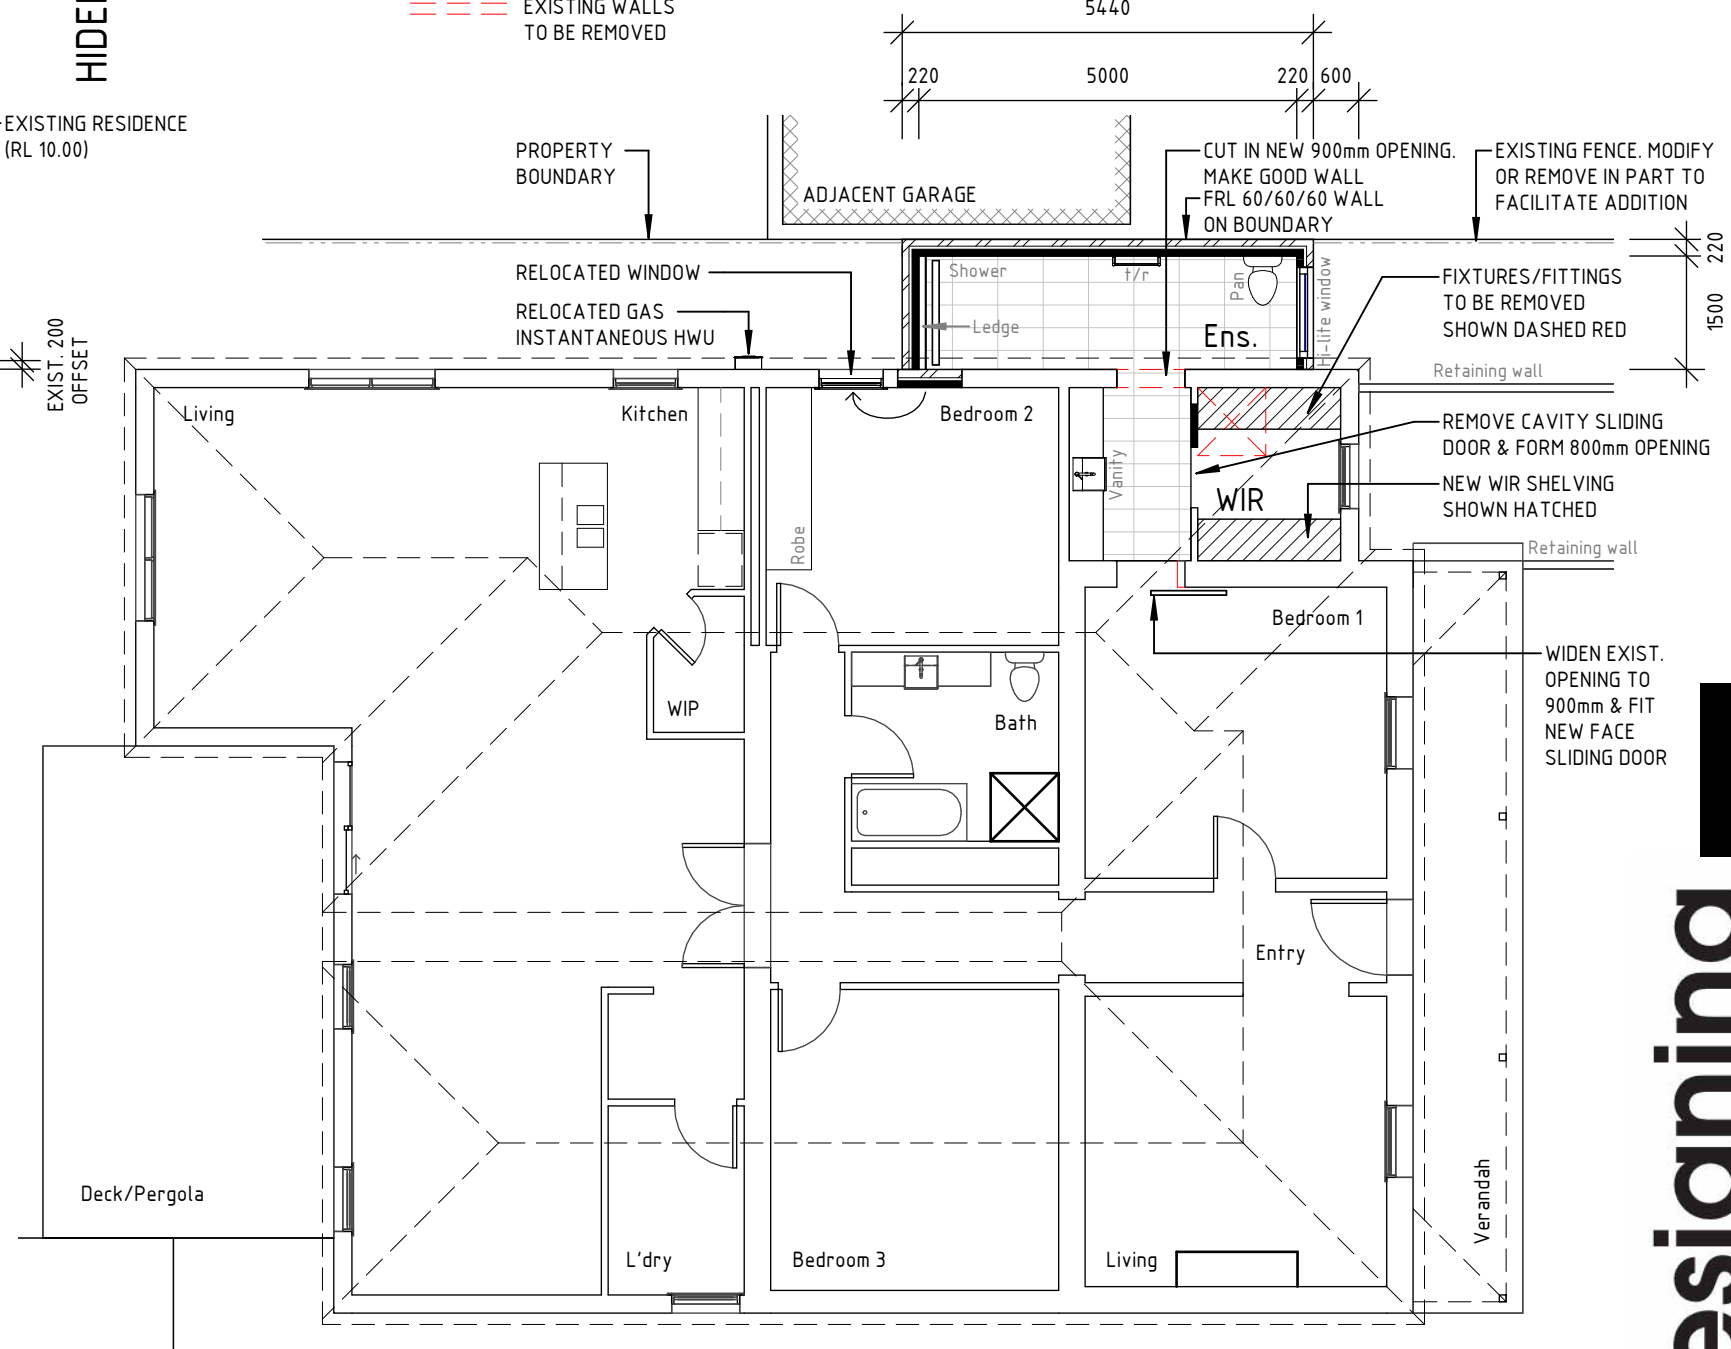 HIDE
EXISTING WALLS
TO BE REMOVED
5440
220
5000
220
600
EXISTING RESIDENCE
(RL 10.00)
PROPERTY
BOUNDARY
ADJACENT GARAGE
CUT IN NEW 900mm OPENING.
MAKE GOOD WALL
FRL 60/60/60 WALL
ON BOUNDARY
EXISTING FENCE. MODIFY
OR REMOVE IN PART TO
FACILITATE ADDITION
220
1500
RELOCATED WINDOW
RELOCATED GAS
INSTANTANEOUS HWU
Shower
t/r
Pan
Hi-lite window
Ledge
Ens.
FIXTURES/FITTINGS
TO BE REMOVED
SHOWN DASHED RED
EXIST. 200
OFFSET
Retaining wall
Living
Kitchen
Bedroom 2
REMOVE CAVITY SLIDING
DOOR & FORM 800mm OPENING
Vanity
WIR
NEW WIR SHELVING
SHOWN HATCHED
Robe
Retaining wall
Bedroom 1
WIDEN EXIST.
OPENING TO
900mm & FIT
NEW FACE
SLIDING DOOR
WIP
Bath
Entry
Deck/Pergola
L'dry
Bedroom 3
Living
Verandah
esigning